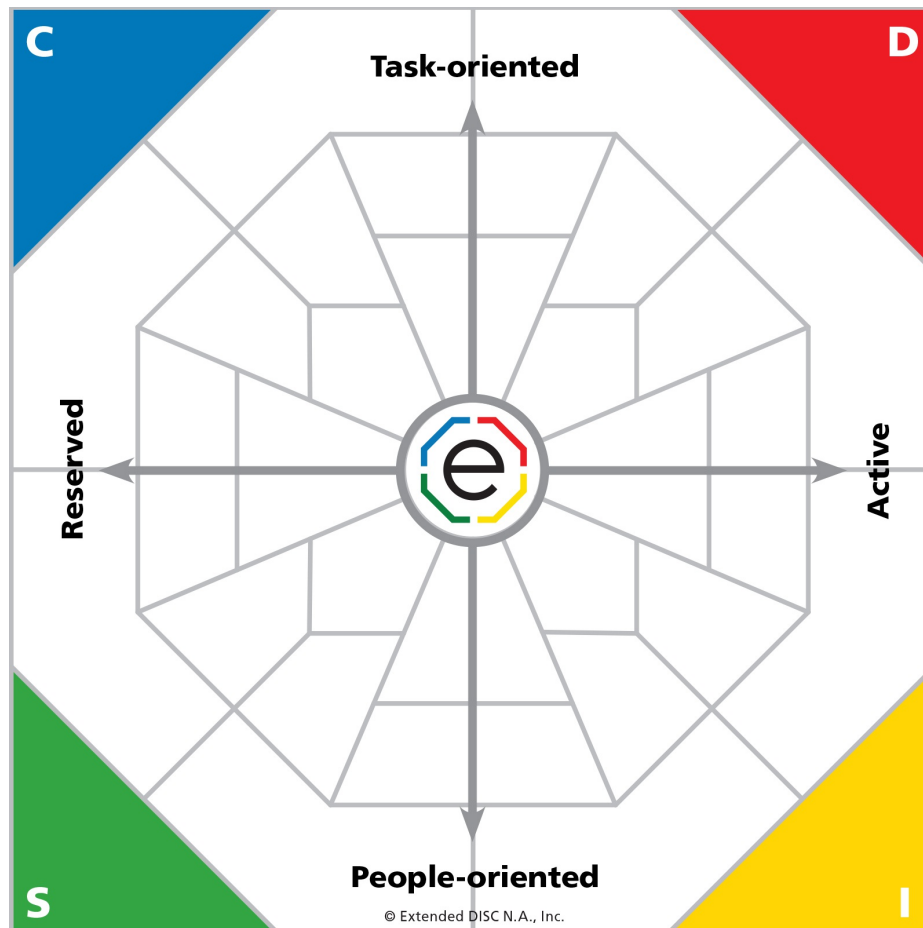 C
D
Task-oriented
Reserved
e
Active
People-oriented
S
© Extended DISC N.A., Inc.
I